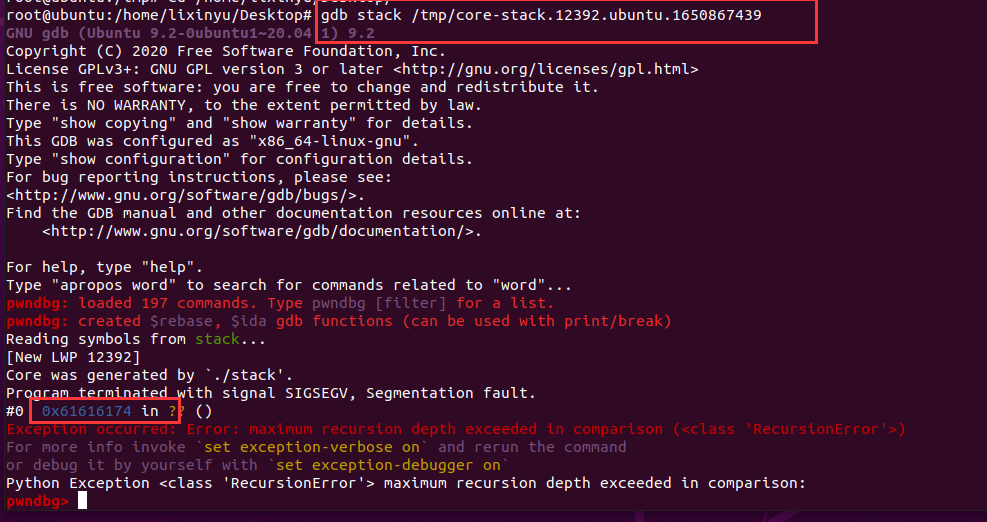 root@ubuntu:/home/lixinyu/Desktop# gdb stack /tmp/core-stack.12392.ubuntu.1650867439
GNU gdb (Ubuntu 9.2-0ubuntu1~20.04.1) 9.2
Copyright (C) 2020 Free Software Foundation, Inc.
License GPLv3+: GNU GPL version 3 or later <http://gnu.org/licenses/gpl.html>
This is free software: you are free to change and redistribute it.
There is NO WARRANTY, to the extent permitted by law.
Type "show copying" and "show warranty" for details.
This GDB was configured as "x86_64-linux-gnu".
Type "show configuration" for configuration details.
For bug reporting instructions, please see:
<http://www.gnu.org/software/gdb/bugs/>.
Find the GDB manual and other documentation resources online at:
    <http://www.gnu.org/software/gdb/documentation/>.

For help, type "help".
Type "apropos word" to search for commands related to "word"...
pwndbg: loaded 197 commands. Type pwndbg [filter] for a list.
pwndbg: created $rebase, $ida gdb functions (can be used with print/break)
Reading symbols from stack...
[New LWP 12392]
Core was generated by `./stack'.
Program terminated with signal SIGSEGV, Segmentation fault.
#0  0x61616174 in ?? ()
Exception occurred: Error: maximum recursion depth exceeded in comparison (<class 'RecursionError'>)
For more info invoke `set exception-verbose on` and rerun the command
or debug it by yourself with `set exception-debugger on`
Python Exception <class 'RecursionError'> maximum recursion depth exceeded in comparison:
pwndbg>